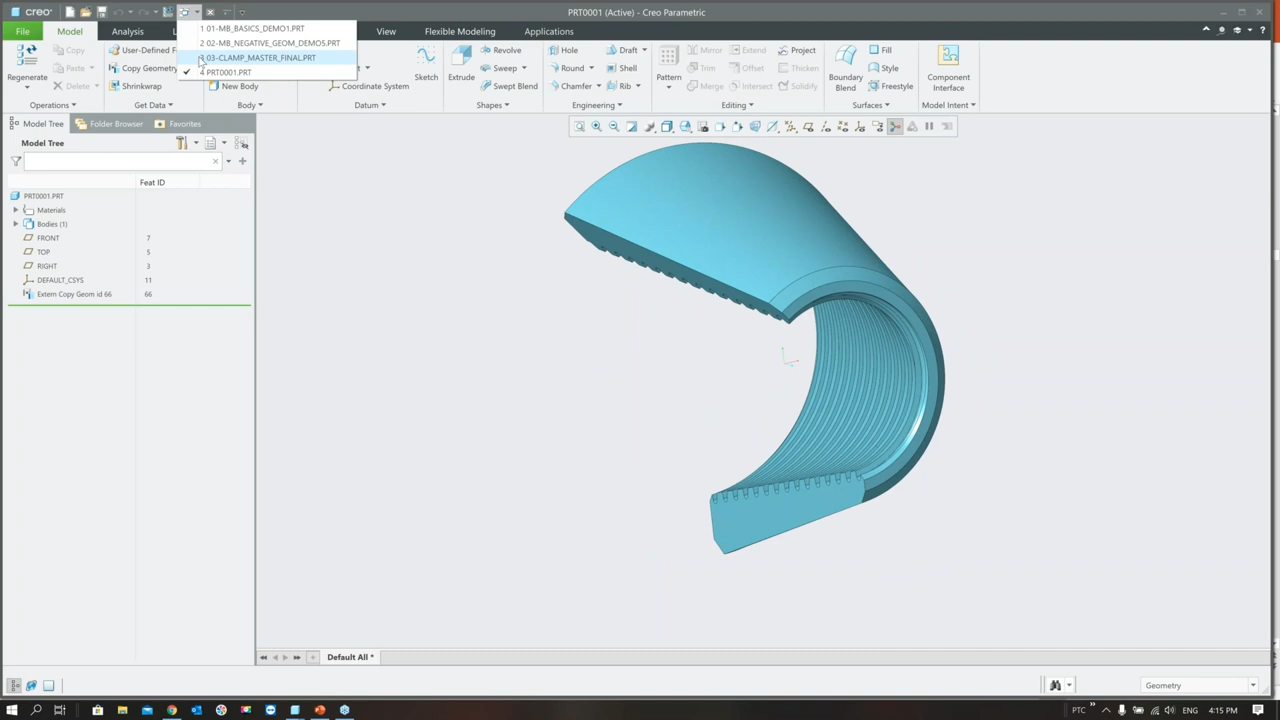 creo
PRT0001 (Active) - Creo Parametric
1 01-MB_BASICS_DEMO1.PRT
2 02-MB_NEGATIVE_GEOM_DEMO5.PRT
3 03-CLAMP_MASTER_FINAL.PRT
4 PRT0001.PRT
File
Model
Analysis
View
Flexible Modeling
Applications
Regenerate
Copy
Paste
Delete
User-Defined
Copy Geometry
Shrinkwrap
New Body
Coordinate System
Sketch
Extrude
Revolve
Sweep
Swept Blend
Hole
Round
Chamfer
Draft
Shell
Rib
Pattern
Mirror
Trim
Merge
Extend
Offset
Intersect
Project
Thicken
Solidify
Boundary Blend
Fill
Style
Freestyle
Component Interface
Operations
Get Data
Body
Datum
Shapes
Engineering
Editing
Surfaces
Model Intent
Model Tree
Folder Browser
Favorites
Model Tree
Feat ID
PRT0001.PRT
Materials
Bodies (1)
FRONT 7
TOP 5
RIGHT 3
DEFAULT_CSYS 11
Extern Copy Geom id 66 66
Default All *
Geometry
PTC
4:15 PM